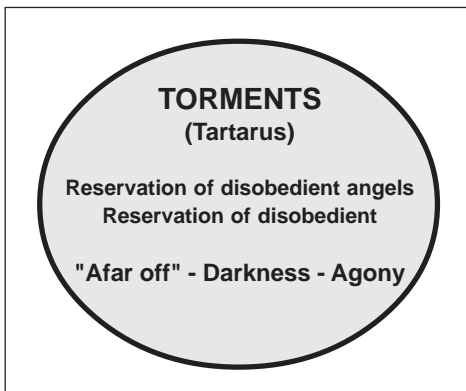 TORMENTS
(Tartarus)
Reservation of disobedient angels
Reservation of disobedient
"Afar off" - Darkness - Agony